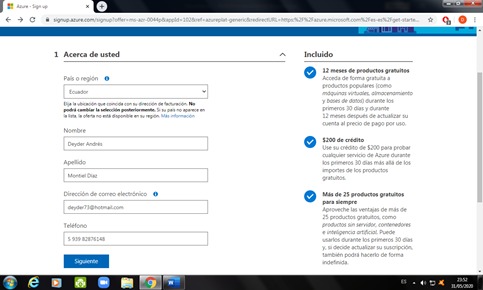 Azure - Sign up
signup.azure.com/signup?offer=ms-azr-0044p&appId=102&ref=azureplat-generic&redirectURL=https%2F%2Fazure.microsoft.com%2Fes-es%2Fget-starte...
1 Acerca de usted
País o región
Ecuador
Elija la ubicación que coincida con su dirección de facturación. No
podrá cambiar la selección posteriormente. Si su país no aparece en
la lista, la oferta no está disponible en su región. Más información
Nombre
Deyder Andrés
Apellido
Montiel Diaz
Dirección de correo electrónico
deyder73@hotmail.com
Teléfono
5 939 82876148
Siguiente
Incluido
12 meses de productos gratuitos
Acceda de forma gratuita a
productos populares (como
máquinas virtuales, almacenamiento
y bases de datos) durante los
primeros 30 días y durante
12 meses después de actualizar su
cuenta al precio de pago por uso.
$200 de crédito
Use su crédito de $200 para probar
cualquier servicio de Azure durante los
primeros 30 días más allá de los
importes de los productos
gratuitos.
Más de 25 productos gratuitos
para siempre
Aproveche las ventajas de más de
25 productos gratuitos, como
productos sin servidor, contenedores
e inteligencia artificial. Puede
usarlos durante los primeros 30 días
y, si decide actualizar su suscripción,
también podrá hacerlo de forma
indefinida.
ES
23:52
31/05/2020